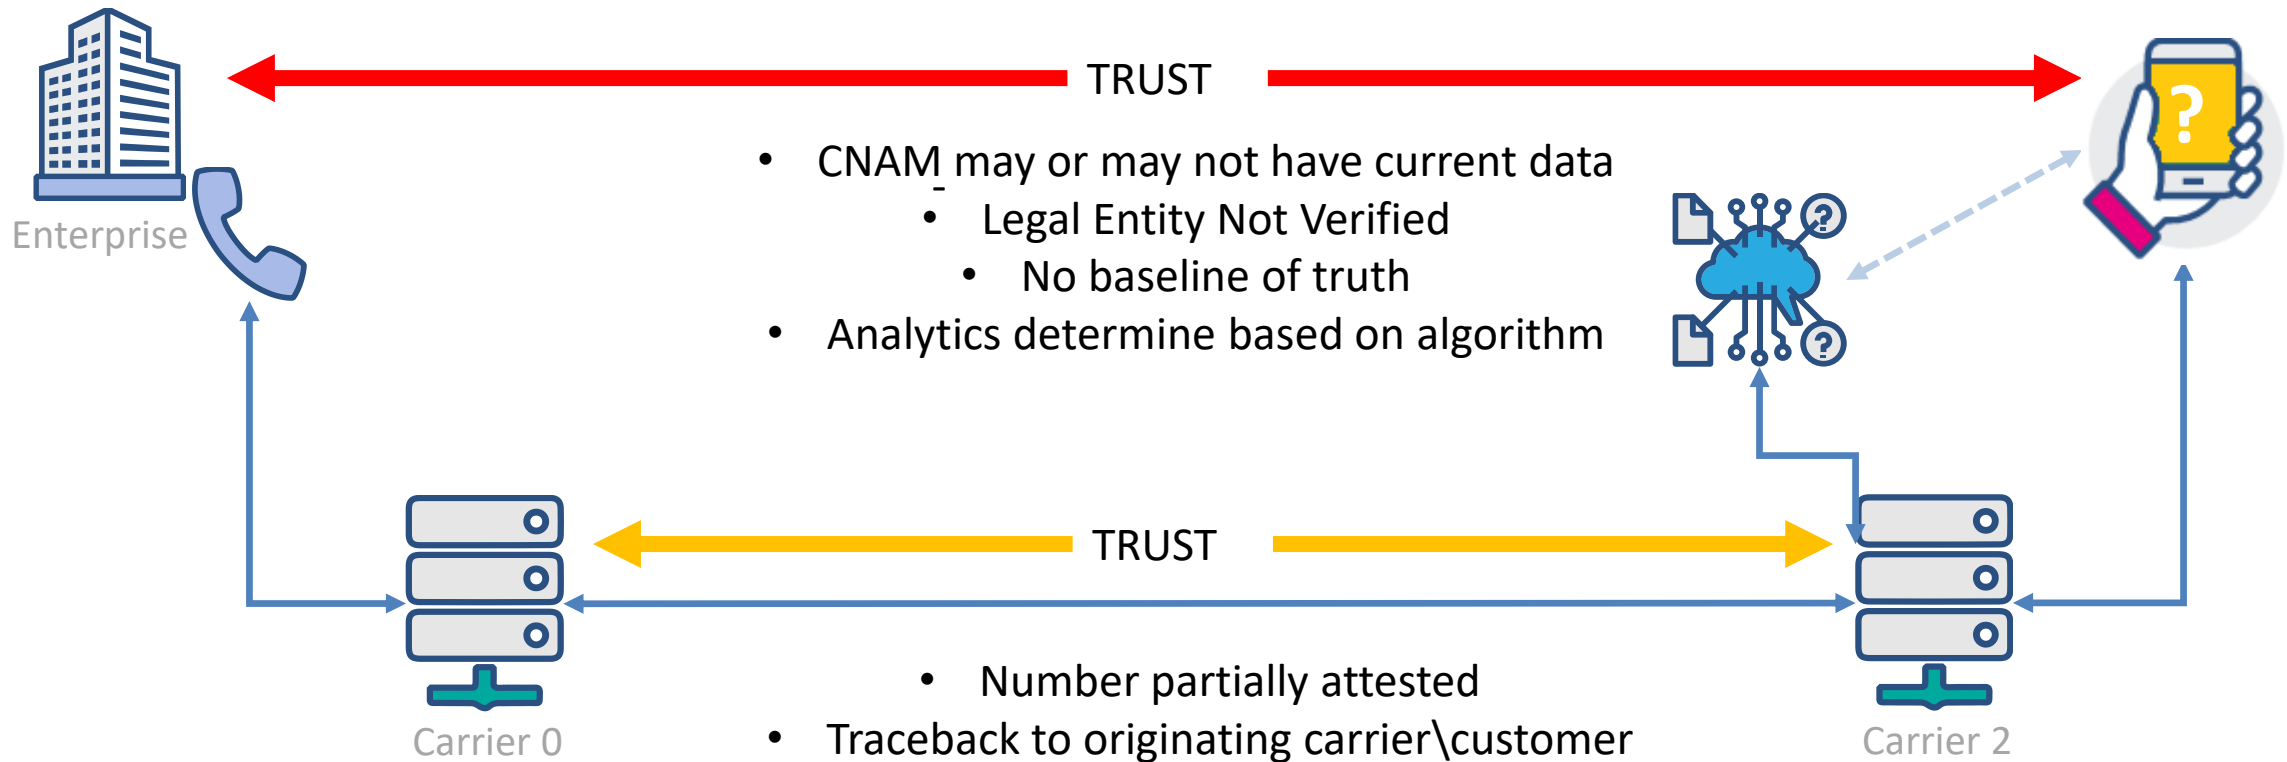 TRUST
?
• CNAM may or may not have current data
• Legal Entity Not Verified
Enterprise
?
• No baseline of truth
• Analytics determine based on algorithm
?
TRUST
• Number partially attested
• Traceback to originating carrier\customer
Carrier 0
Carrier 2